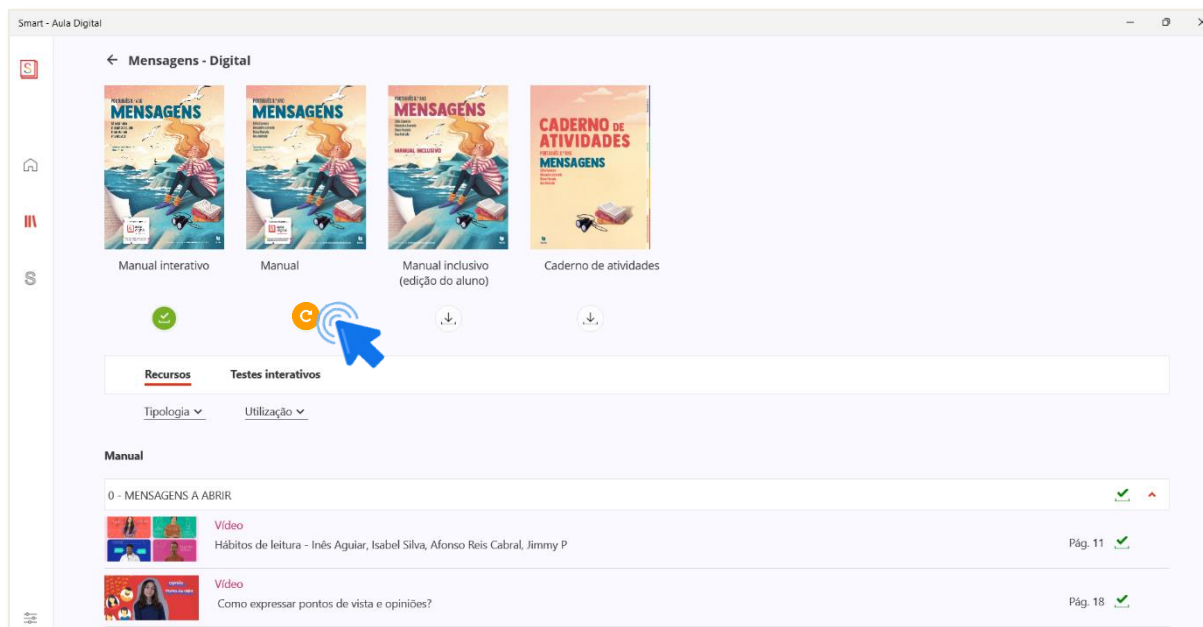 Smart - Aula Digital
Mensagens - Digital
MENSAGENS
MENSAGENS
MENSAGENS
MANUAL INCLUSIVO
CADERNO DE
ATIVIDADES
MENSAGENS
Manual interativo
Manual
Manual inclusivo
(edição do aluno)
Caderno de atividades
S
S
Recursos
Testes interativos
Tipologia
Utilização
Manual
0 - MENSAGENS A ABRIR
Vídeo
Hábitos de leitura - Inês Aguiar, Isabel Silva, Afonso Reis Cabral, Jimmy P
Pág. 11
Vídeo
Como expressar pontos de vista e opiniões?
Pág. 18